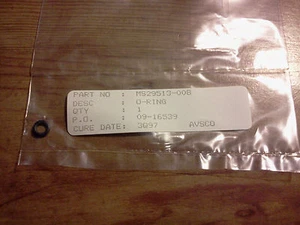 PART NO : MS29513-008
DESC : O-RING
QTY : 1
P.O. : 09-16539
CURE DATE: 3Q97 AVSCO